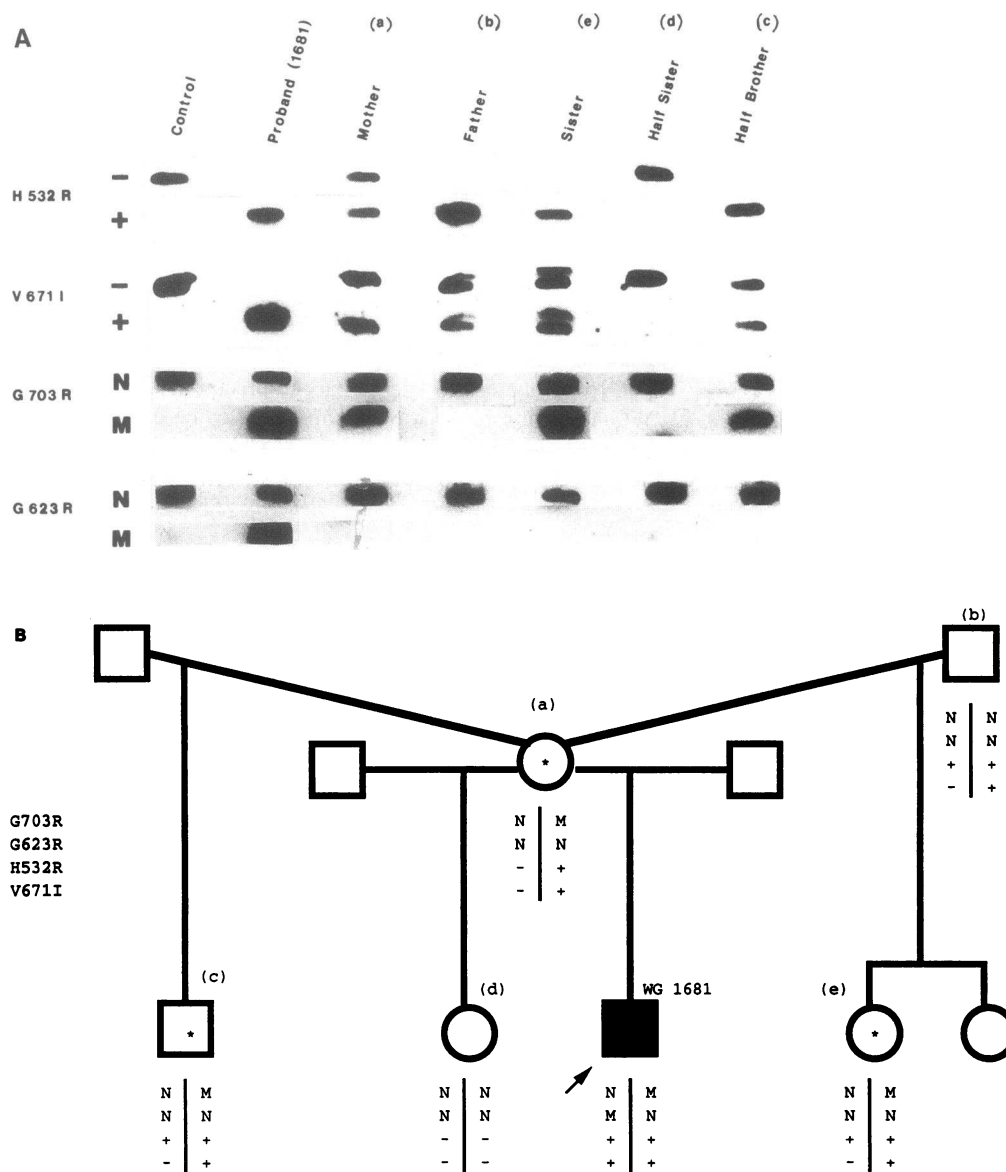 A
(a) (b) (e) (d) (c)
Control Proband (1681) Mother Father Sister Half Sister Half Brother
−
H 532 R
+
−
V 671 I
+
N
G 703 R
M
N
G 623 R
M
B
(b)
(a)
N N
N N
+ +
- +
*
G703R
G623R
H532R
V671I
N M
N N
- +
- +
(c) (d) WG 1681 (e)
* *
N M N N N M N M
N N N N M N N N
+ + - - + + + +
- + - - + + - +